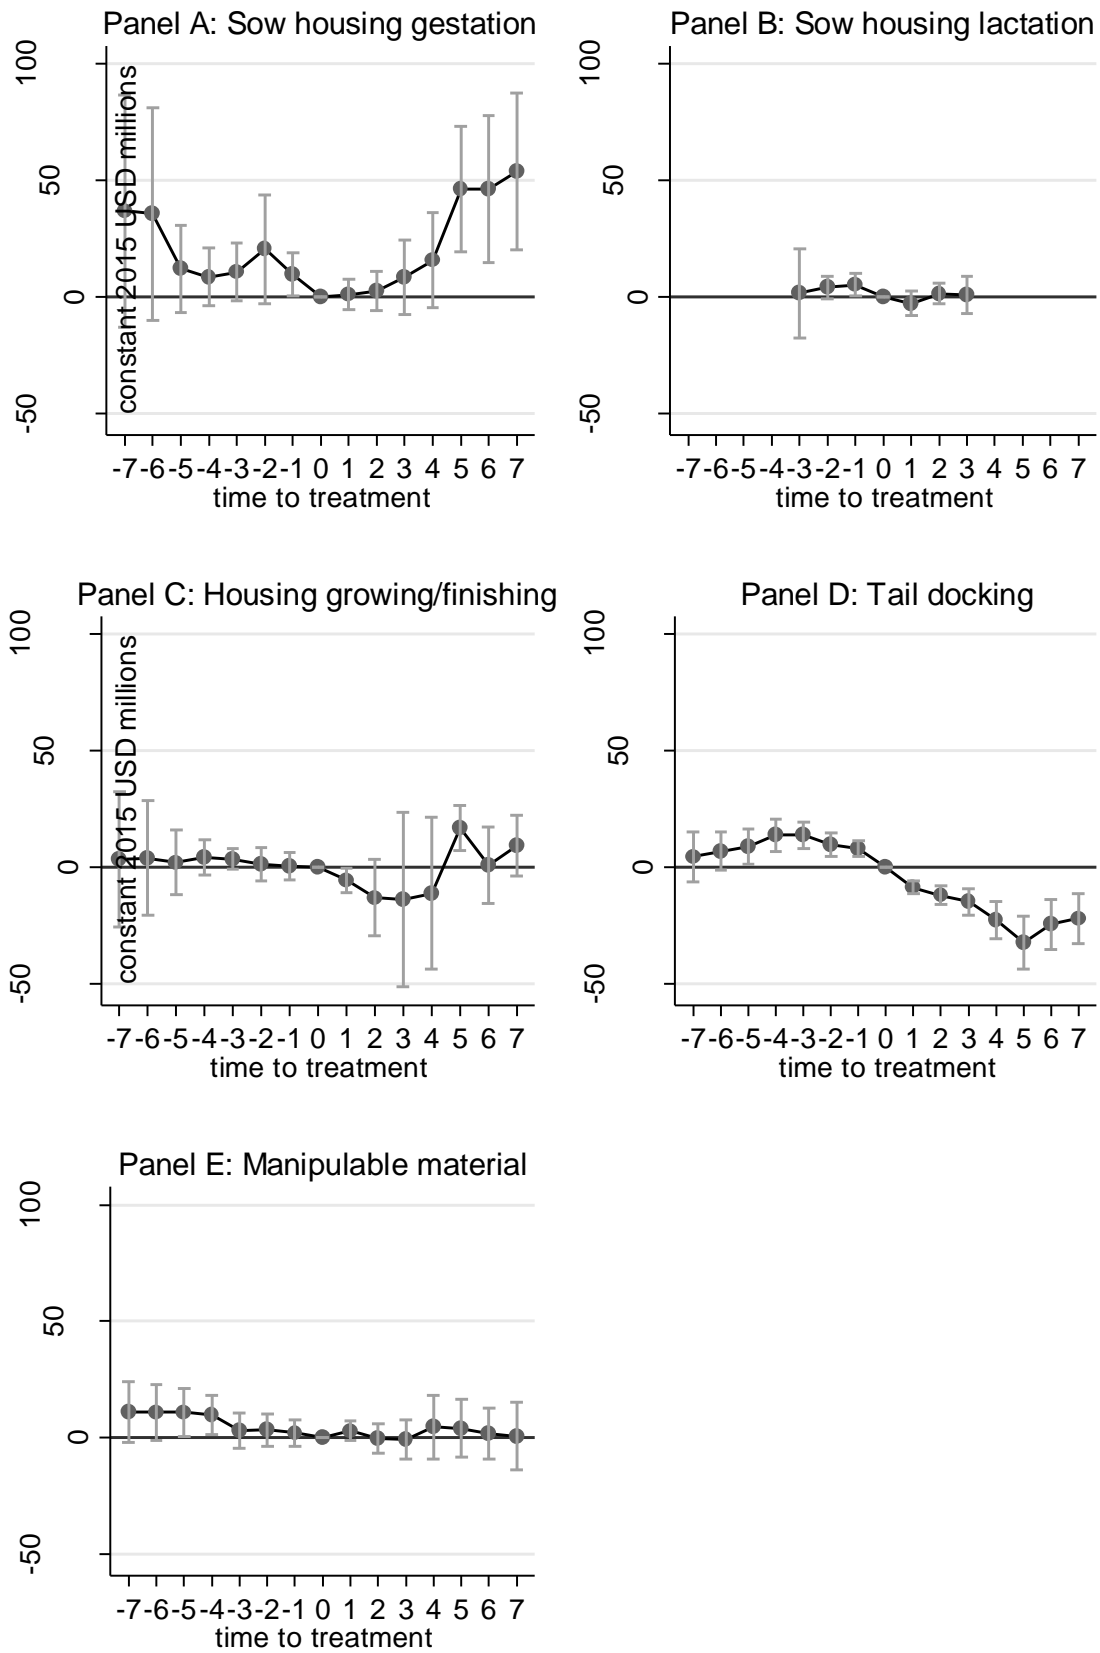 Panel A: Sow housing gestation
constant 2015 USD millions
100
50
0
-50
-7 -6 -5 -4 -3 -2 -1 0 1 2 3 4 5 6 7
time to treatment
Panel B: Sow housing lactation
100
50
0
-50
-7 -6 -5 -4 -3 -2 -1 0 1 2 3 4 5 6 7
time to treatment
Panel C: Housing growing/finishing
constant 2015 USD millions
100
50
0
-50
-7 -6 -5 -4 -3 -2 -1 0 1 2 3 4 5 6 7
time to treatment
Panel D: Tail docking
100
50
0
-50
-7 -6 -5 -4 -3 -2 -1 0 1 2 3 4 5 6 7
time to treatment
Panel E: Manipulable material
100
50
0
-50
-7 -6 -5 -4 -3 -2 -1 0 1 2 3 4 5 6 7
time to treatment